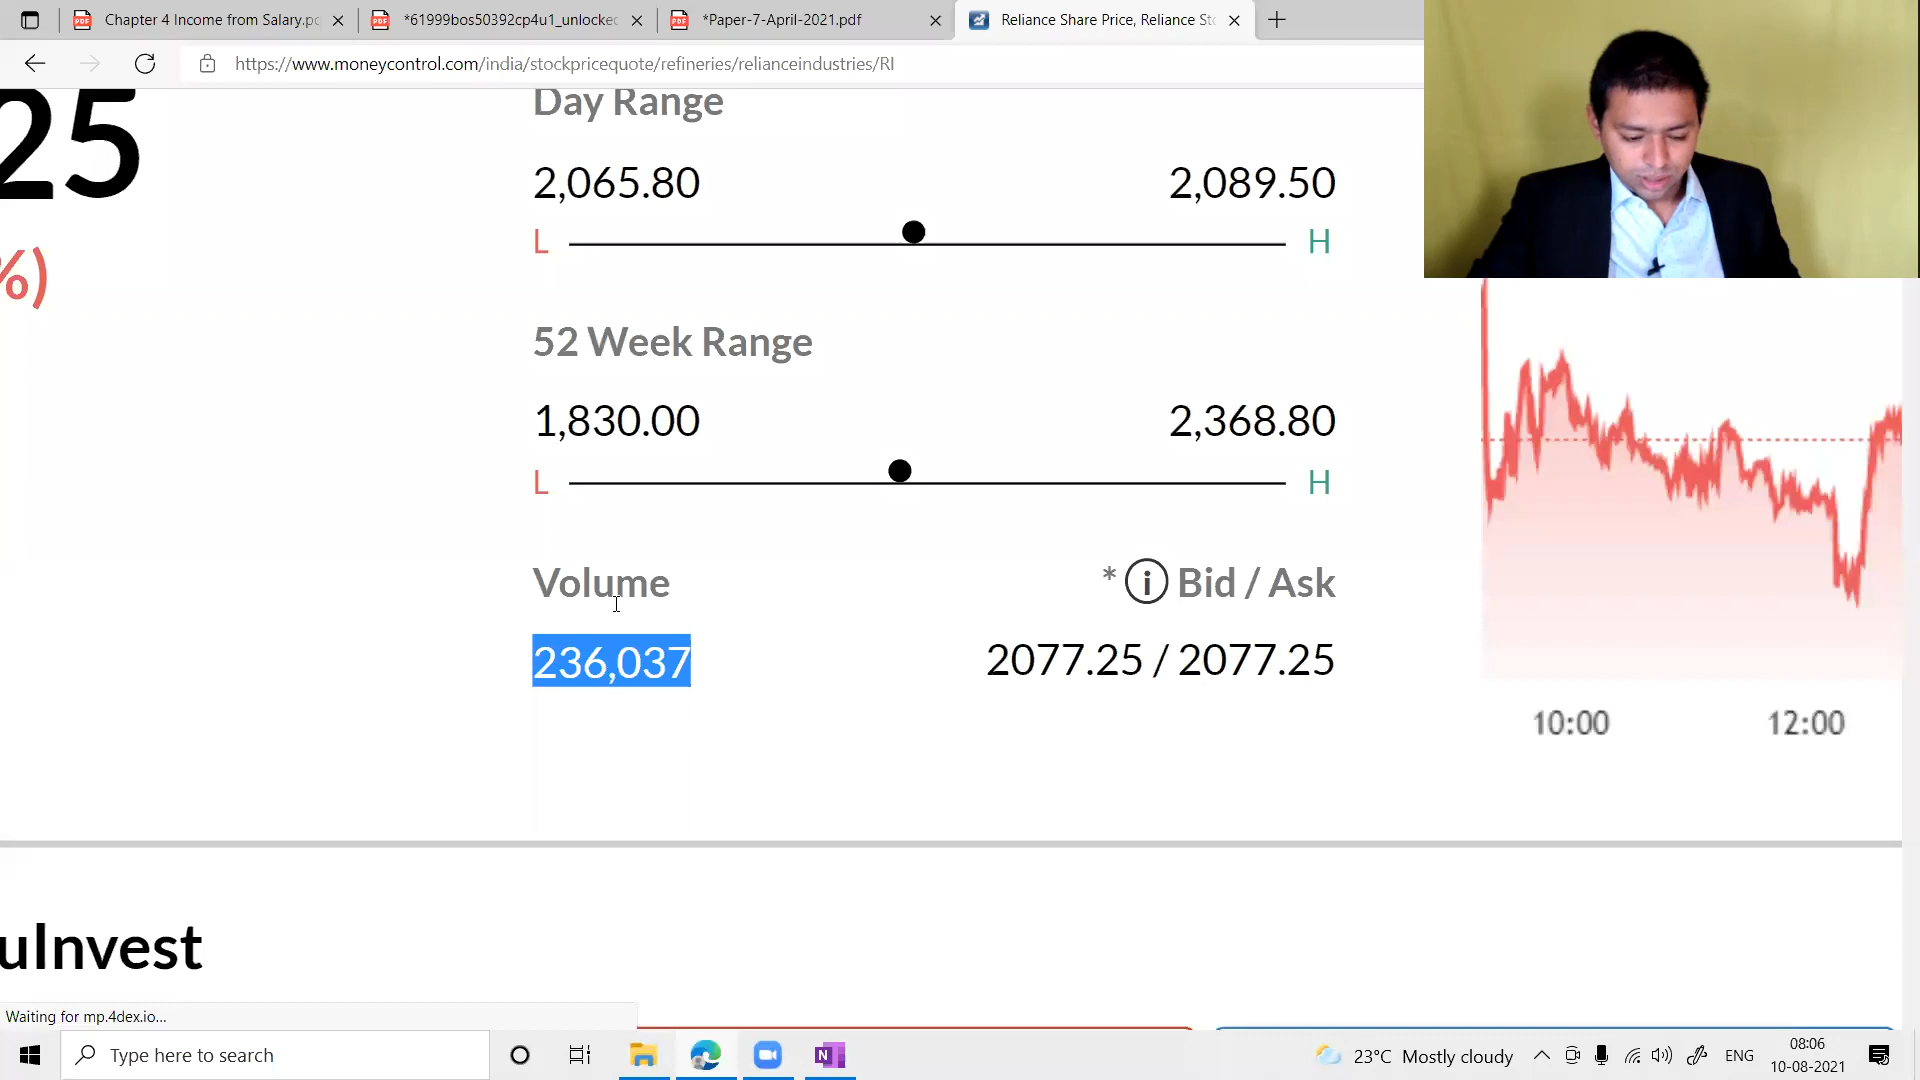 Chapter 4 Income from Salary.pd
*61999bos50392cp4u1_unlocked
*Paper-7-April-2021.pdf
Reliance Share Price, Reliance Sto
https://www.moneycontrol.com/india/stockpricequote/refineries/relianceindustries/RI
25
%)
Day Range
2,065.80 2,089.50
L H
52 Week Range
1,830.00 2,368.80
L H
Volume * i Bid / Ask
236,037 2077.25 / 2077.25
10:00 12:00
uInvest
Waiting for mp.4dex.io...
Type here to search
23°C Mostly cloudy
ENG
08:06
10-08-2021